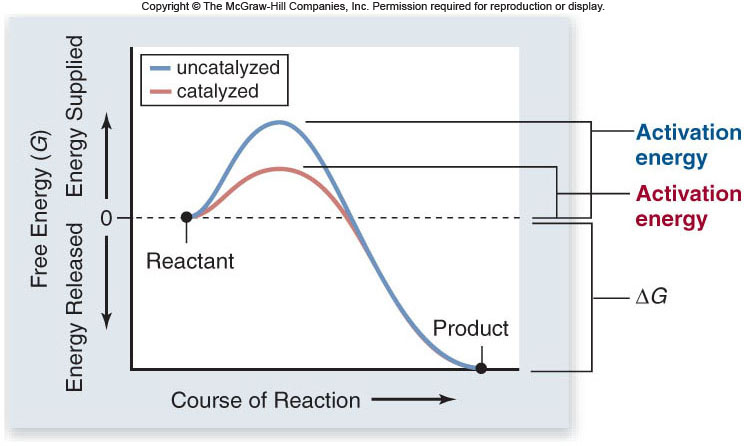 Copyright © The McGraw-Hill Companies, Inc. Permission required for reproduction or display.
Free Energy (G)
Energy Supplied
Energy Released
uncatalyzed
catalyzed
Activation
energy
Activation
energy
0
Reactant
ΔG
Product
Course of Reaction